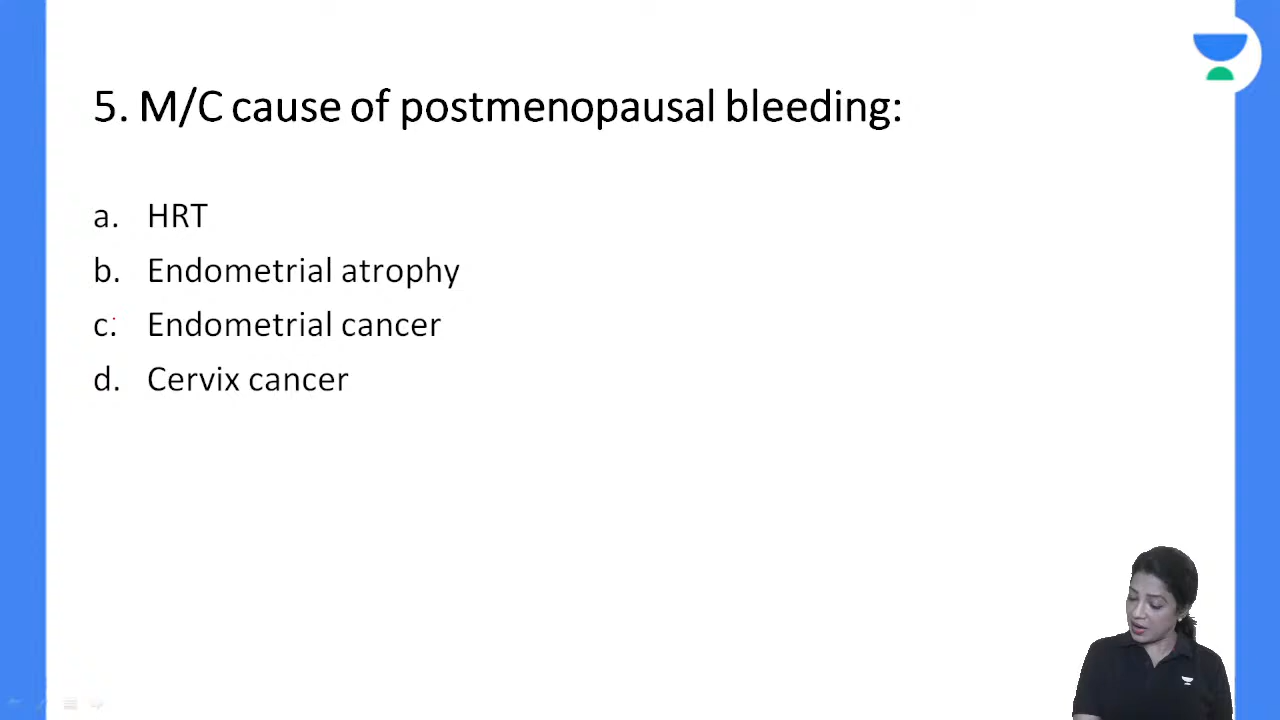 5. M/C cause of postmenopausal bleeding:
a. HRT
b. Endometrial atrophy
c. Endometrial cancer
d. Cervix cancer